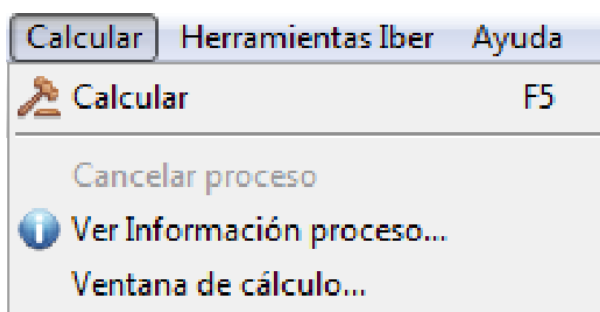 Calcular Herramientas Iber Ayuda
Calcular F5
Cancelar proceso
Ver Información proceso...
Ventana de cálculo...